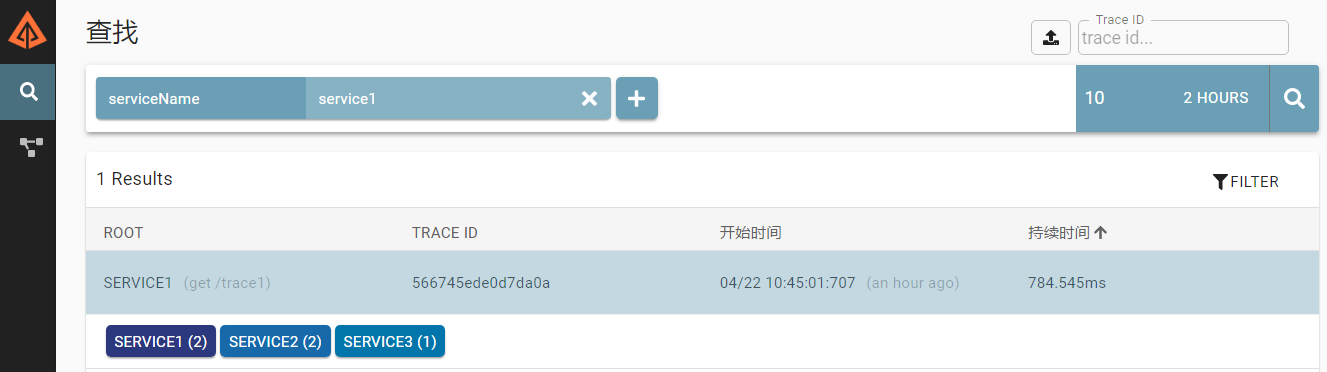 查找
Trace ID
trace id...
serviceName service1
10 2 HOURS
1 Results
FILTER
ROOT TRACE ID 开始时间 持续时间
SERVICE1 (get /trace1) 566745ede0d7da0a 04/22 10:45:01:707 (an hour ago) 784.545ms
SERVICE1 (2) SERVICE2 (2) SERVICE3 (1)